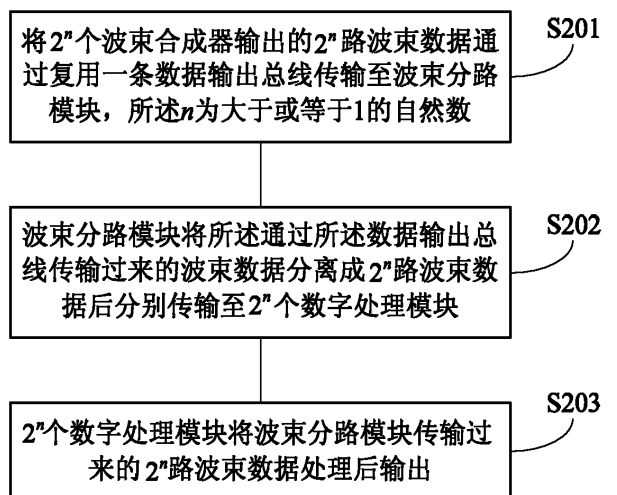 将2ⁿ个波束合成器输出的2ⁿ路波束数据通
过复用一条数据输出总线传输至波束分路
模块，所述n为大于或等于1的自然数
S201
波束分路模块将所述通过所述数据输出总
线传输过来的波束数据分离成2ⁿ路波束数
据后分别传输至2ⁿ个数字处理模块
S202
2ⁿ个数字处理模块将波束分路模块传输过
来的2ⁿ路波束数据处理后输出
S203